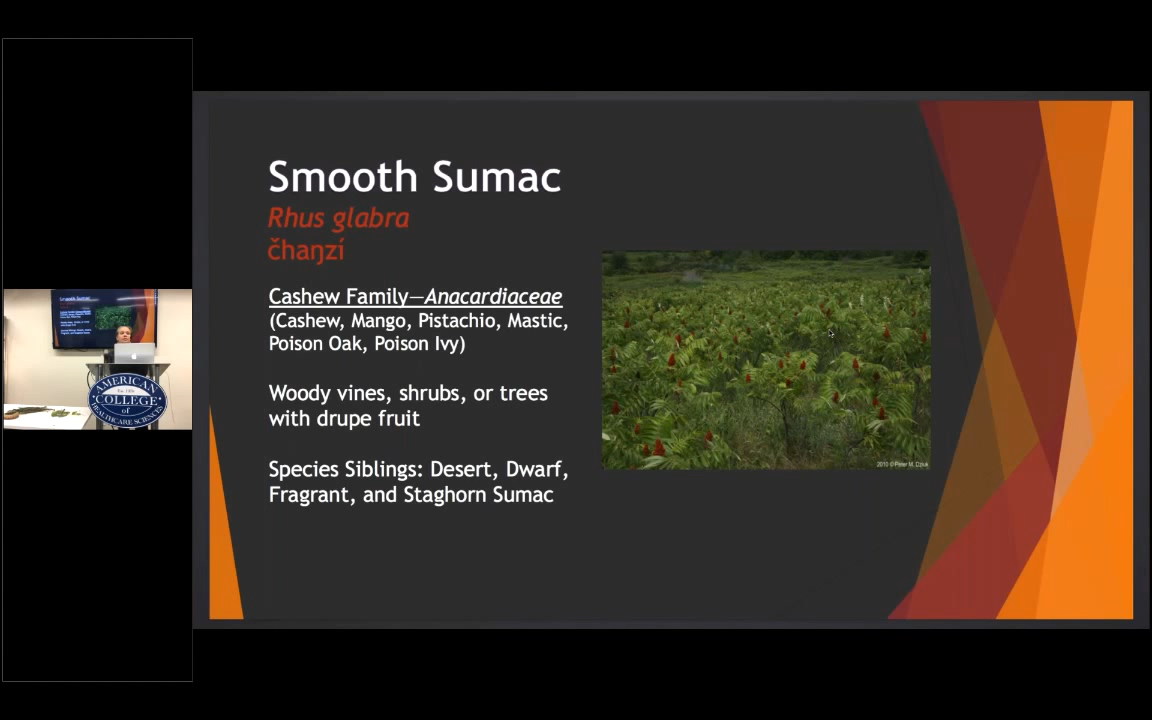 Smooth Sumac
Rhus glabra
čhaŋzí
Cashew Family—Anacardiaceae
(Cashew, Mango, Pistachio, Mastic,
Poison Oak, Poison Ivy)
Woody vines, shrubs, or trees
with drupe fruit
Species Siblings: Desert, Dwarf,
Fragrant, and Staghorn Sumac
2010 © Peter M. Dziuk
Smooth Sumac
AMERICAN
COLLEGE
of
HEALTHCARE SCIENCES